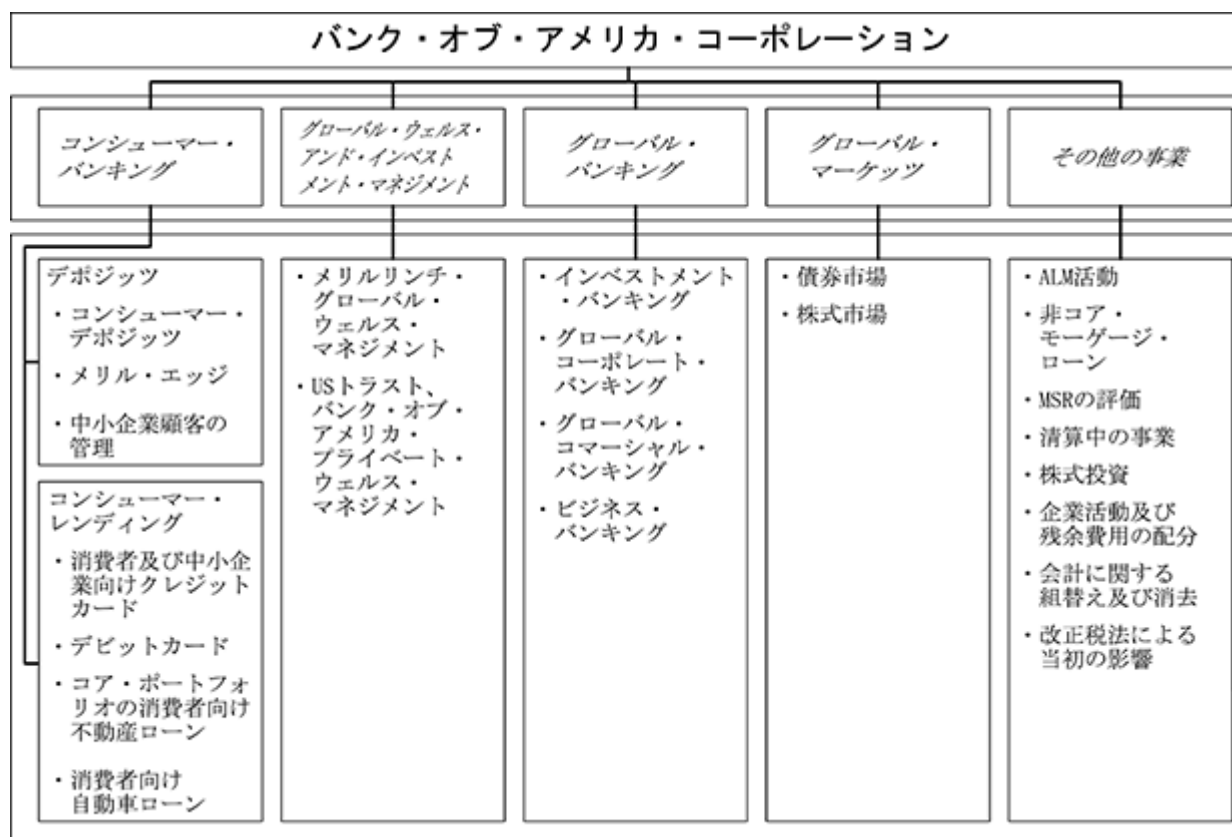 バンク・オブ・アメリカ・コーポレーション
コンシューマー・
バンキング
グローバル・ウェルス・
アンド・インベスト
メント・マネジメント
グローバル・
バンキング
グローバル・
マーケッツ
その他の事業
デポジッツ
・コンシューマー・
デポジッツ
・メリル・エッジ
・中小企業顧客の
管理
コンシューマー・
レンディング
・消費者及び中小企
業向けクレジット
カード
・デビットカード
・コア・ポートフォ
リオの消費者向け
不動産ローン
・消費者向け
自動車ローン
・メリルリンチ・
グローバル・
ウェルス・
マネジメント
・USトラスト、
バンク・オブ・
アメリカ・
プライベート・
ウェルス・
マネジメント
・インベストメント
・バンキング
・グローバル・
コーポレート・
バンキング
・グローバル・
コマーシャル・
バンキング
・ビジネス・
バンキング
・債券市場
・株式市場
・ALM活動
・非コア・
モーゲージ・
ローン
・MSRの評価
・清算中の事業
・株式投資
・企業活動及び
残余費用の配分
・会計に関する
組替え及び消去
・改正税法による
当初の影響